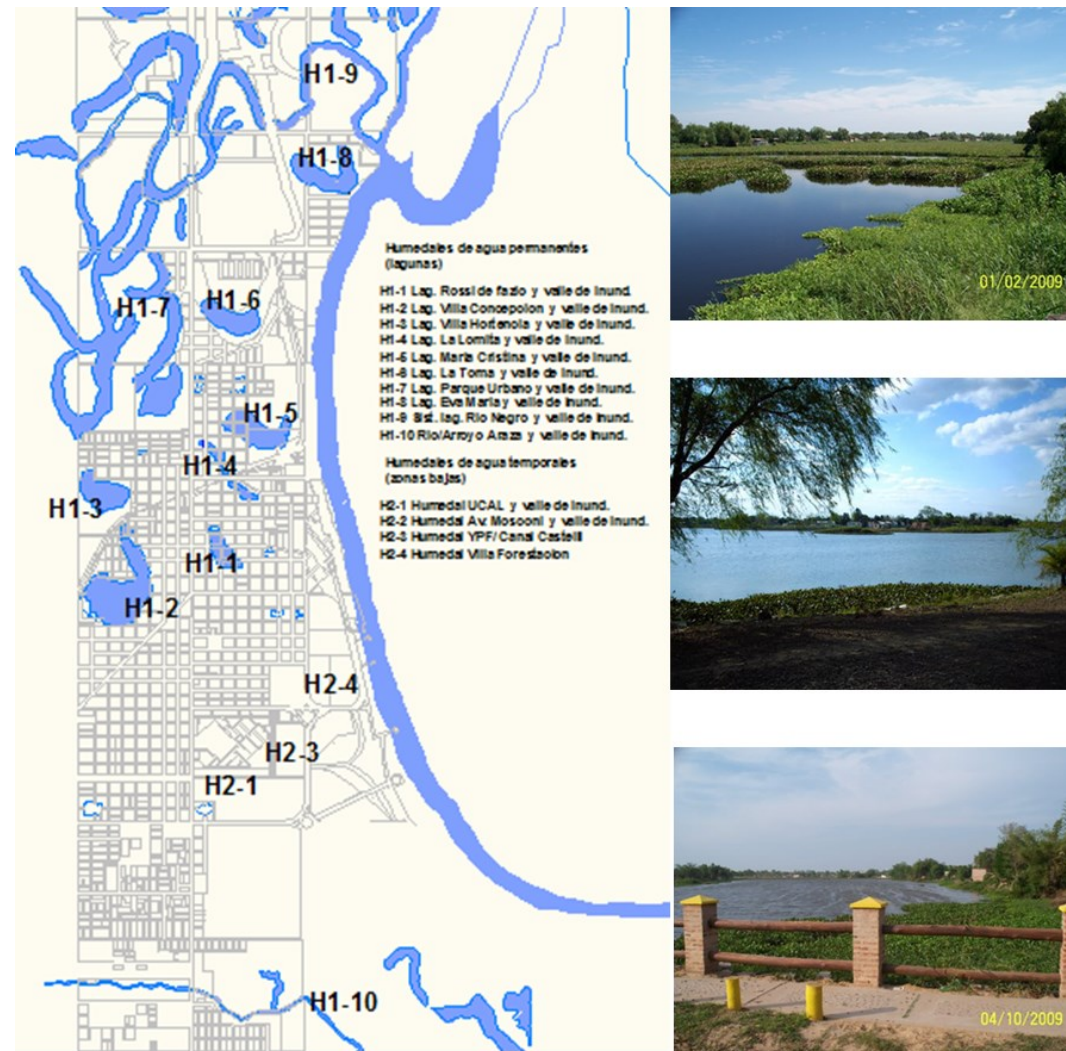 H1-9
H1-8
H1-7
H1-6
H1-5
H1-4
H1-3
H1-1
H1-2
H2-4
H2-3
H2-1
H1-10
Humedales de agua permanentes
(lagunas)
H1-1 Lag. Rossi de fazio y valle de Inund.
H1-2 Lag. Villa Concepcion y valle de Inund.
H1-3 Lag. Villa Hortencia y valle de Inund.
H1-4 Lag. La Lomita y valle de Inund.
H1-5 Lag. Maria Cristina y valle de Inund.
H1-6 Lag. La Toma y valle de Inund.
H1-7 Lag. Parque Urbano y valle de Inund.
H1-8 Lag. Eva Maria y valle de Inund.
H1-9 Sist. lag. Rio Negro y valle de Inund.
H1-10 Rio/Arroyo Araza y valle de Inund.
Humedales de agua temporales
(zonas bajas)
H2-1 Humedal UCAL y valle de Inund.
H2-2 Humedal Av. Mosconi y valle de Inund.
H2-3 Humedal YPF/ Canal Castelli
H2-4 Humedal Villa Forestacion
01/02/2009
04/10/2009